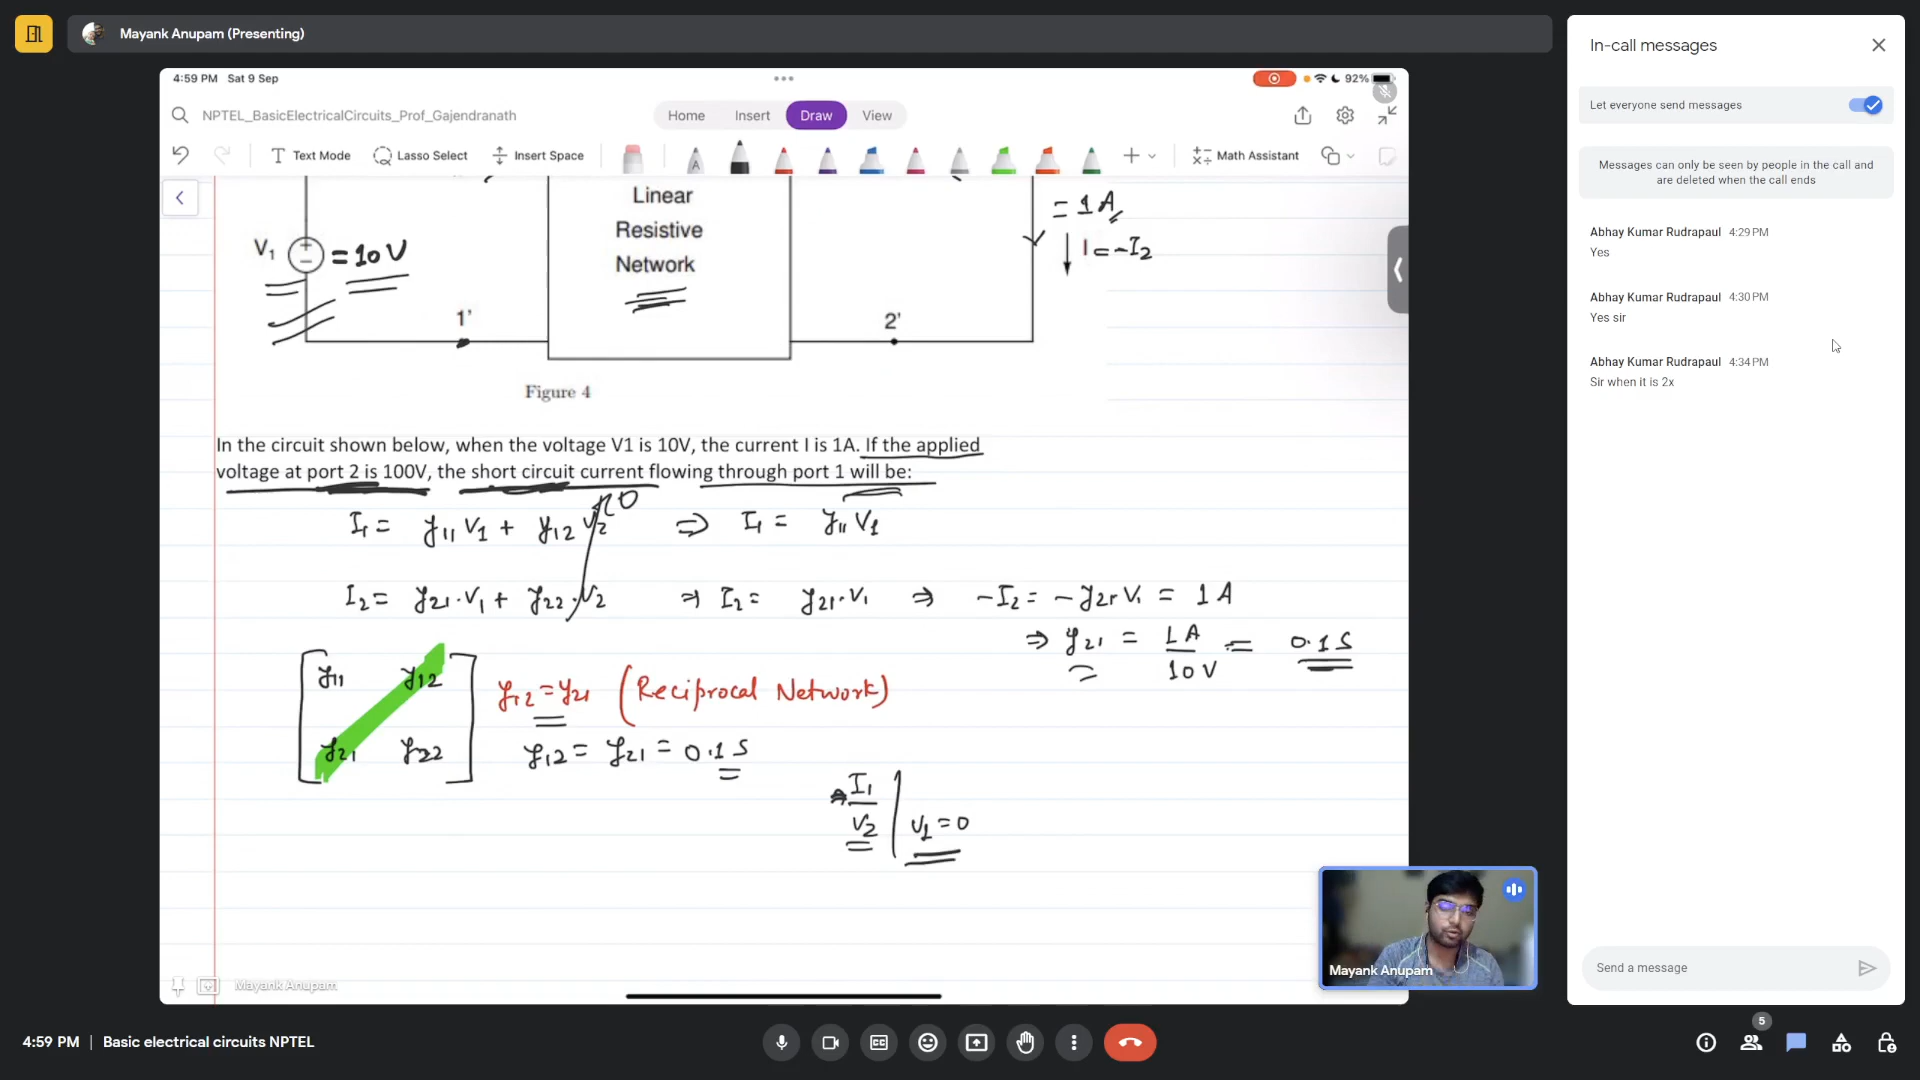 Mayank Anupam (Presenting)
4:59 PM Sat 9 Sep
92%
NPTEL_BasicElectricalCircuits_Prof_Gajendranath
Home Insert Draw View
Text Mode Lasso Select Insert Space Math Assistant
Linear
Resistive
Network
V1 = 10V
= 1A
I = -I2
1'
2'
Figure 4
In the circuit shown below, when the voltage V1 is 10V, the current I is 1A. If the applied
voltage at port 2 is 100V, the short circuit current flowing through port 1 will be:
0
I1 = y11 V1 + y12 V2 ⇒ I1 = y11 V1
I2 = y21·V1 + y22·V2 ⇒ I2 = y21·V1 ⇒ -I2 = -y21 V1 = 1A
⇒ y21 = 1A / 10V = 0.1S
y11 y12
y21 y22
y12 = y21 (Reciprocal Network)
y12 = y21 = 0.1 S
I1 / V2 | V1 = 0
Mayank Anupam
Mayank Anupam
4:59 PM | Basic electrical circuits NPTEL
5
In-call messages
Let everyone send messages
Messages can only be seen by people in the call and
are deleted when the call ends
Abhay Kumar Rudrapaul 4:29 PM
Yes
Abhay Kumar Rudrapaul 4:30 PM
Yes sir
Abhay Kumar Rudrapaul 4:34 PM
Sir when it is 2x
Send a message